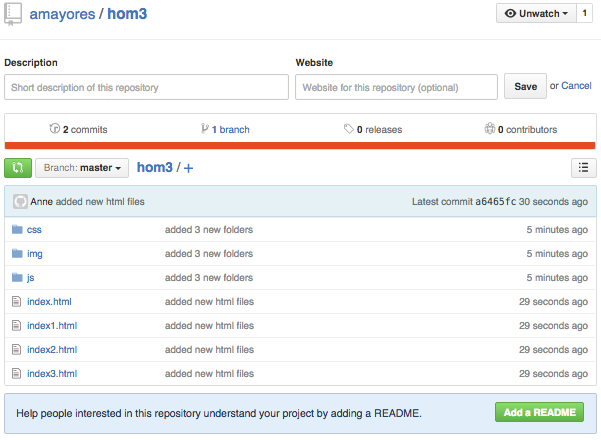 amayores / hom3
Unwatch 1
Description
Website
Short description of this repository
Website for this repository (optional)
Save or Cancel
2 commits
1 branch
0 releases
0 contributors
Branch: master
hom3 / +
Anne added new html files
Latest commit a6465fc 30 seconds ago
css added 3 new folders 5 minutes ago
img added 3 new folders 5 minutes ago
js added 3 new folders 5 minutes ago
index.html added new html files 29 seconds ago
index1.html added new html files 29 seconds ago
index2.html added new html files 29 seconds ago
index3.html added new html files 29 seconds ago
Help people interested in this repository understand your project by adding a README.
Add a README